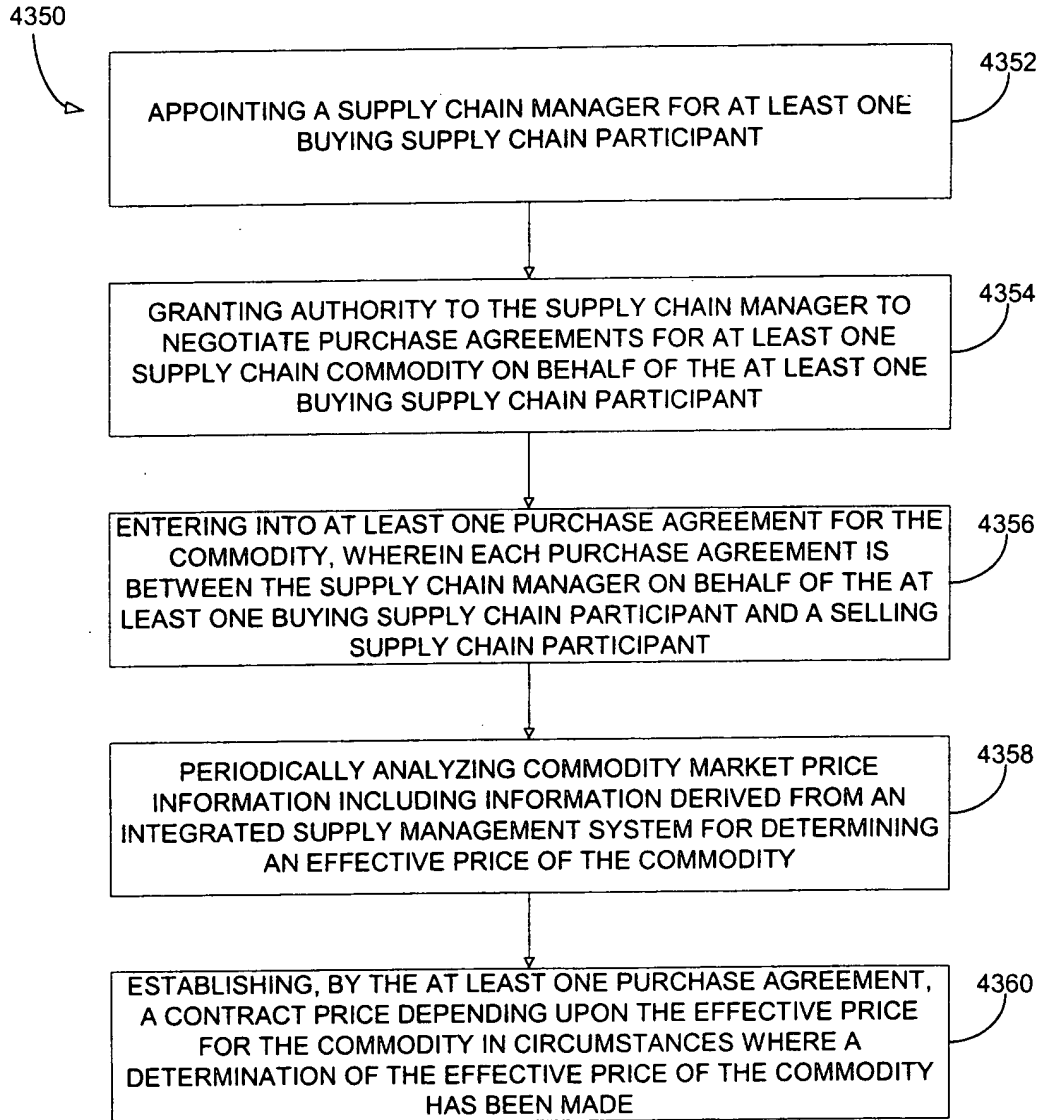 4350
4352
APPOINTING A SUPPLY CHAIN MANAGER FOR AT LEAST ONE
BUYING SUPPLY CHAIN PARTICIPANT
4354
GRANTING AUTHORITY TO THE SUPPLY CHAIN MANAGER TO
NEGOTIATE PURCHASE AGREEMENTS FOR AT LEAST ONE
SUPPLY CHAIN COMMODITY ON BEHALF OF THE AT LEAST ONE
BUYING SUPPLY CHAIN PARTICIPANT
4356
ENTERING INTO AT LEAST ONE PURCHASE AGREEMENT FOR THE
COMMODITY, WHEREIN EACH PURCHASE AGREEMENT IS
BETWEEN THE SUPPLY CHAIN MANAGER ON BEHALF OF THE AT
LEAST ONE BUYING SUPPLY CHAIN PARTICIPANT AND A SELLING
SUPPLY CHAIN PARTICIPANT
4358
PERIODICALLY ANALYZING COMMODITY MARKET PRICE
INFORMATION INCLUDING INFORMATION DERIVED FROM AN
INTEGRATED SUPPLY MANAGEMENT SYSTEM FOR DETERMINING
AN EFFECTIVE PRICE OF THE COMMODITY
4360
ESTABLISHING, BY THE AT LEAST ONE PURCHASE AGREEMENT,
A CONTRACT PRICE DEPENDING UPON THE EFFECTIVE PRICE
FOR THE COMMODITY IN CIRCUMSTANCES WHERE A
DETERMINATION OF THE EFFECTIVE PRICE OF THE COMMODITY
HAS BEEN MADE